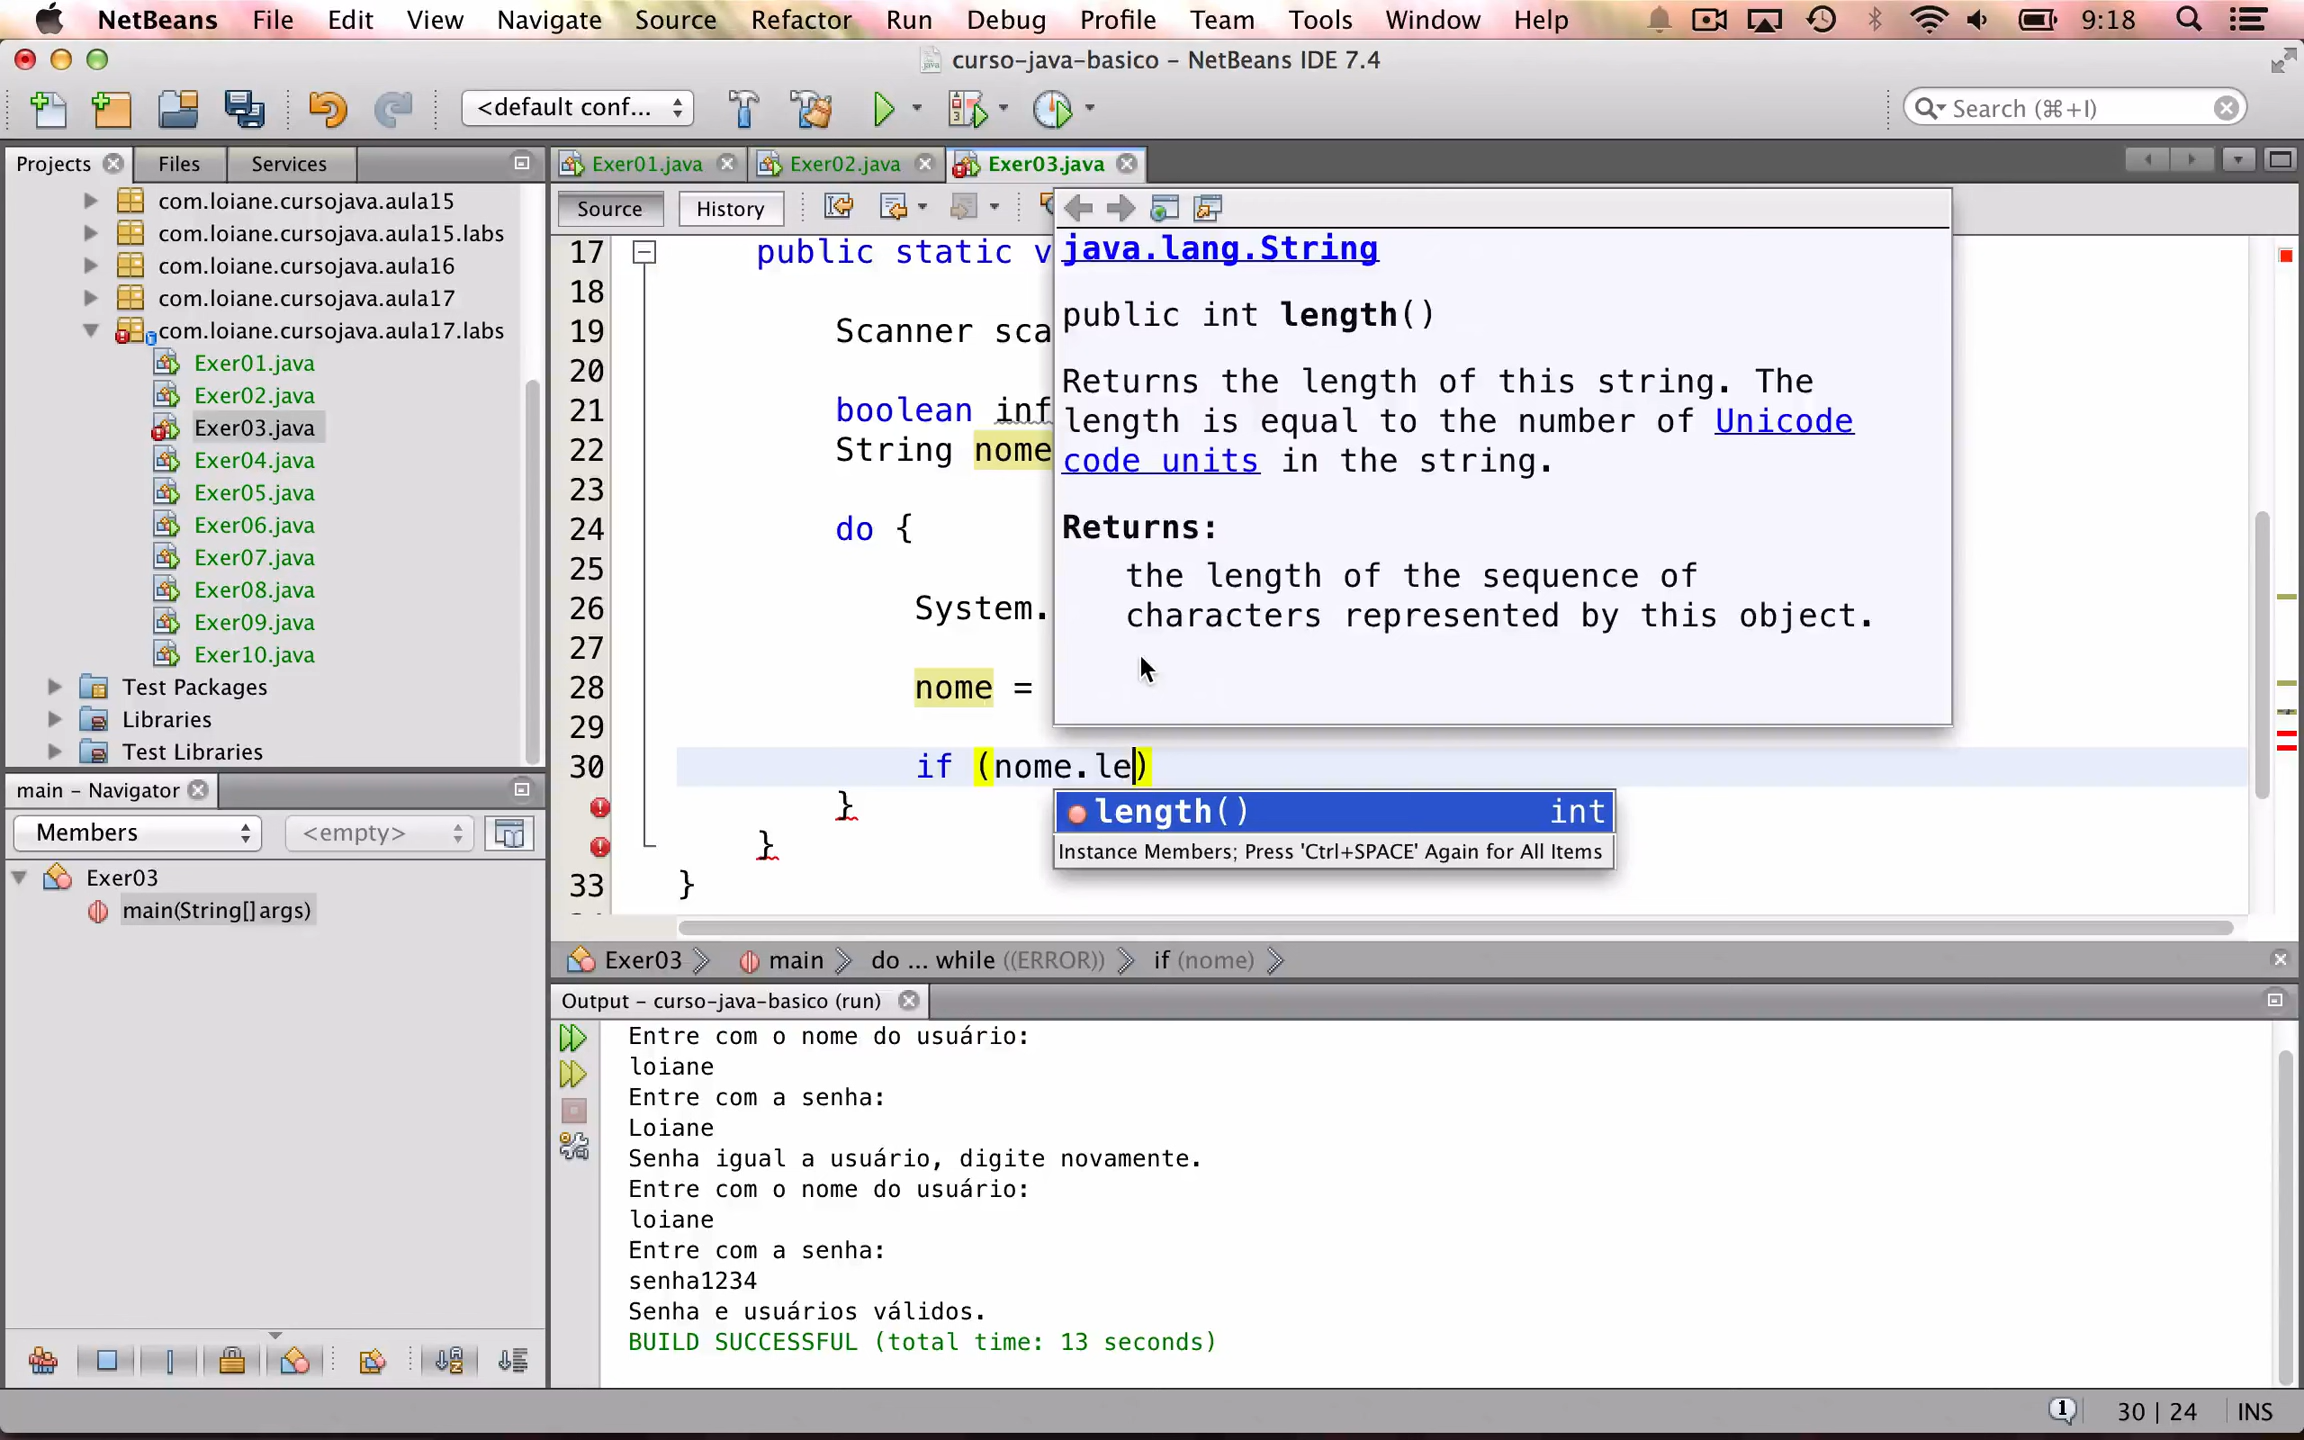 NetBeans File Edit View Navigate Source Refactor Run Debug Profile Team Tools Window Help 9:18
curso-java-basico – NetBeans IDE 7.4
<default conf... Search (⌘+I)
Projects Files Services
com.loiane.cursojava.aula15
com.loiane.cursojava.aula15.labs
com.loiane.cursojava.aula16
com.loiane.cursojava.aula17
com.loiane.cursojava.aula17.labs
Exer01.java
Exer02.java
Exer03.java
Exer04.java
Exer05.java
Exer06.java
Exer07.java
Exer08.java
Exer09.java
Exer10.java
Test Packages
Libraries
Test Libraries
main – Navigator
Members <empty>
Exer03
main(String[] args)
Exer01.java Exer02.java Exer03.java
Source History
17 public static v
18
19 Scanner sca
20
21 boolean inf
22 String nome
23
24 do {
25
26 System.
27
28 nome =
29
30 if (nome.le)
}
}
33 }
java.lang.String
public int length()
Returns the length of this string. The
length is equal to the number of Unicode
code units in the string.
Returns:
the length of the sequence of
characters represented by this object.
length() int
Instance Members; Press 'Ctrl+SPACE' Again for All Items
Exer03 main do ... while ((ERROR)) if (nome)
Output – curso-java-basico (run)
Entre com o nome do usuário:
loiane
Entre com a senha:
Loiane
Senha igual a usuário, digite novamente.
Entre com o nome do usuário:
loiane
Entre com a senha:
senha1234
Senha e usuários válidos.
BUILD SUCCESSFUL (total time: 13 seconds)
1 30 | 24 INS